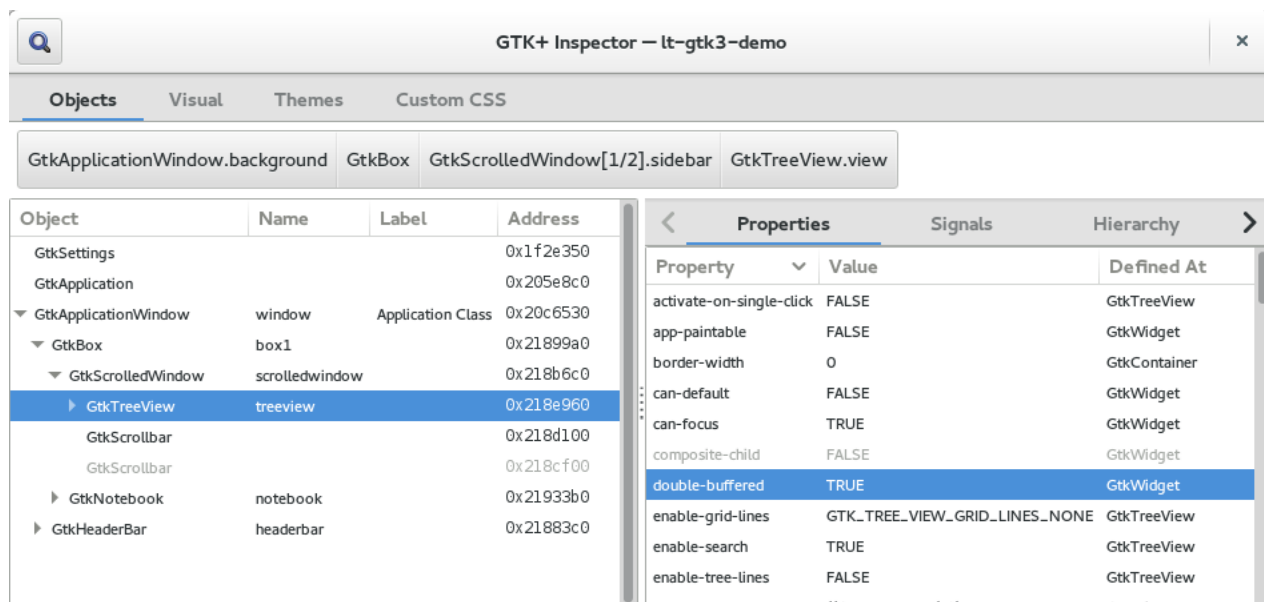 GTK+ Inspector — lt-gtk3-demo
Objects Visual Themes Custom CSS
GtkApplicationWindow.background GtkBox GtkScrolledWindow[1/2].sidebar GtkTreeView.view
Object Name Label Address
GtkSettings 0x1f2e350
GtkApplication 0x205e8c0
GtkApplicationWindow window Application Class 0x20c6530
GtkBox box1 0x21899a0
GtkScrolledWindow scrolledwindow 0x218b6c0
GtkTreeView treeview 0x218e960
GtkScrollbar 0x218d100
GtkScrollbar 0x218cf00
GtkNotebook notebook 0x21933b0
GtkHeaderBar headerbar 0x21883c0
Properties Signals Hierarchy
Property Value Defined At
activate-on-single-click FALSE GtkTreeView
app-paintable FALSE GtkWidget
border-width 0 GtkContainer
can-default FALSE GtkWidget
can-focus TRUE GtkWidget
composite-child FALSE GtkWidget
double-buffered TRUE GtkWidget
enable-grid-lines GTK_TREE_VIEW_GRID_LINES_NONE GtkTreeView
enable-search TRUE GtkTreeView
enable-tree-lines FALSE GtkTreeView